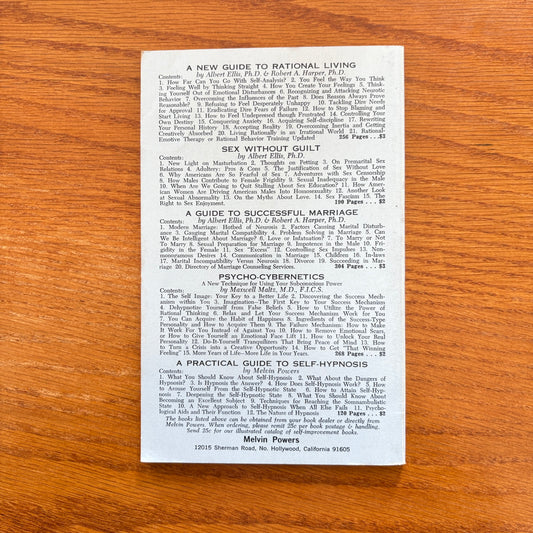 A NEW GUIDE TO RATIONAL LIVING
by Albert Ellis, Ph.D. & Robert A. Harper, Ph.D.
Contents:
1. How Far Can You Go With Self-Analysis? 2. You Feel the Way You Think
3. Feeling Well by Thinking Straight 4. How You Create Your Feelings 5. Think-
ing Yourself Out of Emotional Disturbances 6. Recognizing and Attacking Neurotic
Behavior 7. Overcoming the Influences of the Past 8. Does Reason Always Prove
Reasonable? 9. Refusing to Feel Desperately Unhappy 10. Tackling Dire Needs
for Approval 11. Eradicating Dire Fears of Failure 12. How to Stop Blaming and
Start Living 13. How to Feel Undepressed though Frustrated 14. Controlling Your
Own Destiny 15. Conquering Anxiety 16. Acquiring Self-discipline 17. Rewriting
Your Personal History 18. Accepting Reality 19. Overcoming Inertia and Getting
Creatively Absorbed 20. Living Rationally in an Irrational World 21. Rational-
Emotive Therapy or Rational Behavior Training Updated 256 Pages . . . $3
SEX WITHOUT GUILT
by Albert Ellis, Ph.D.
Contents:
1. New Light on Masturbation 2. Thoughts on Petting 3. On Premarital Sex
Relations 4. Adultery: Pros & Cons 5. The Justification of Sex Without Love
6. Why Americans Are So Fearful of Sex 7. Adventures with Sex Censorship
8. How Males Contribute to Female Frigidity 9. Sexual Inadequacy in the Male
10. When Are We Going to Quit Stalling About Sex Education? 11. How Amer-
ican Women Are Driving American Males Into Homosexuality 12. Another Look
at Sexual Abnormality 13. On the Myths About Love. 14. Sex Fascism 15. The
Right to Sex Enjoyment. 190 Pages . . . $2
A GUIDE TO SUCCESSFUL MARRIAGE
by Albert Ellis, Ph.D. & Robert A. Harper, Ph.D.
Contents:
1. Modern Marriage: Hotbed of Neurosis 2. Factors Causing Marital Disturb-
ance 3. Gauging Marital Compatibility 4. Problem Solving in Marriage 5. Can
We Be Intelligent About Marriage? 6. Love or Infatuation? 7. To Marry or Not
To Marry 8. Sexual Preparation for Marriage 9. Impotence in the Male 10. Fri-
gidity in the Female 11. Sex "Excess" 12. Controlling Sex Impulses 13. Non-
monogamous Desires 14. Communication in Marriage 15. Children 16. In-laws
17. Marital Incompatibility Versus Neurosis 18. Divorce 19. Succeeding in Mar-
riage 20. Directory of Marriage Counseling Services. 304 Pages . . . $3
PSYCHO-CYBERNETICS
A New Technique for Using Your Subconscious Power
by Maxwell Maltz, M.D., F.I.C.S.
Contents:
1. The Self Image: Your Key to a Better Life 2. Discovering the Success Mech-
anism within You 3. Imagination—The First Key to Your Success Mechanism
4. Dehypnotize Yourself from False Beliefs 5. How to Utilize the Power of
Rational Thinking 6. Relax and Let Your Success Mechanism Work for You
7. You Can Acquire the Habit of Happiness 8. Ingredients of the Success-Type
Personality and How to Acquire Them 9. The Failure Mechanism: How to Make
It Work For You Instead of Against You 10. How to Remove Emotional Scars,
or How to Give Yourself an Emotional Face Lift 11. How to Unlock Your Real
Personality 12. Do-It-Yourself Tranquilizers That Bring Peace of Mind 13. How
to Turn a Crisis into a Creative Opportunity 14. How to Get "That Winning
Feeling" 15. More Years of Life—More Life in Your Years. 268 Pages . . . $2
A PRACTICAL GUIDE TO SELF-HYPNOSIS
by Melvin Powers
Contents:
1. What You Should Know About Self-Hypnosis 2. What About the Dangers of
Hypnosis? 3. Is Hypnosis the Answer? 4. How Does Self-Hypnosis Work? 5. How
to Arouse Yourself From the Self-Hypnotic State 6. How to Attain Self-Hyp-
nosis 7. Deepening the Self-Hypnotic State 8. What You Should Know About
Becoming an Excellent Subject 9. Techniques for Reaching the Somnambulistic
State 10. A New Approach to Self-Hypnosis When All Else Fails 11. Psycho-
logical Aids and Their Function 12. The Nature of Hypnosis 120 Pages . . . $2
The books listed above can be obtained from your book dealer or directly from
Melvin Powers. When ordering, please remit 25c per book postage & handling.
Send 25c for our illustrated catalog of self-improvement books.
Melvin Powers
12015 Sherman Road, No. Hollywood, California 91605